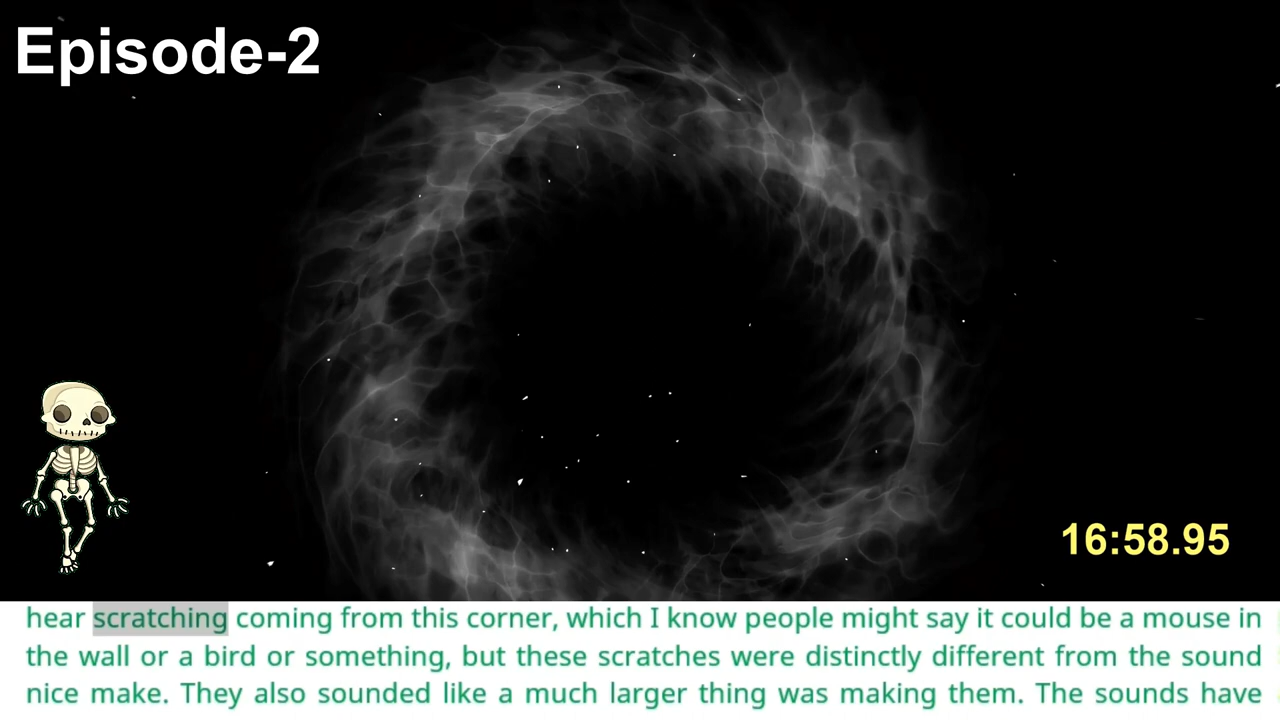 Episode-2
16:58.95
hear scratching coming from this corner, which I know people might say it could be a mouse in
the wall or a bird or something, but these scratches were distinctly different from the sound
nice make. They also sounded like a much larger thing was making them. The sounds have